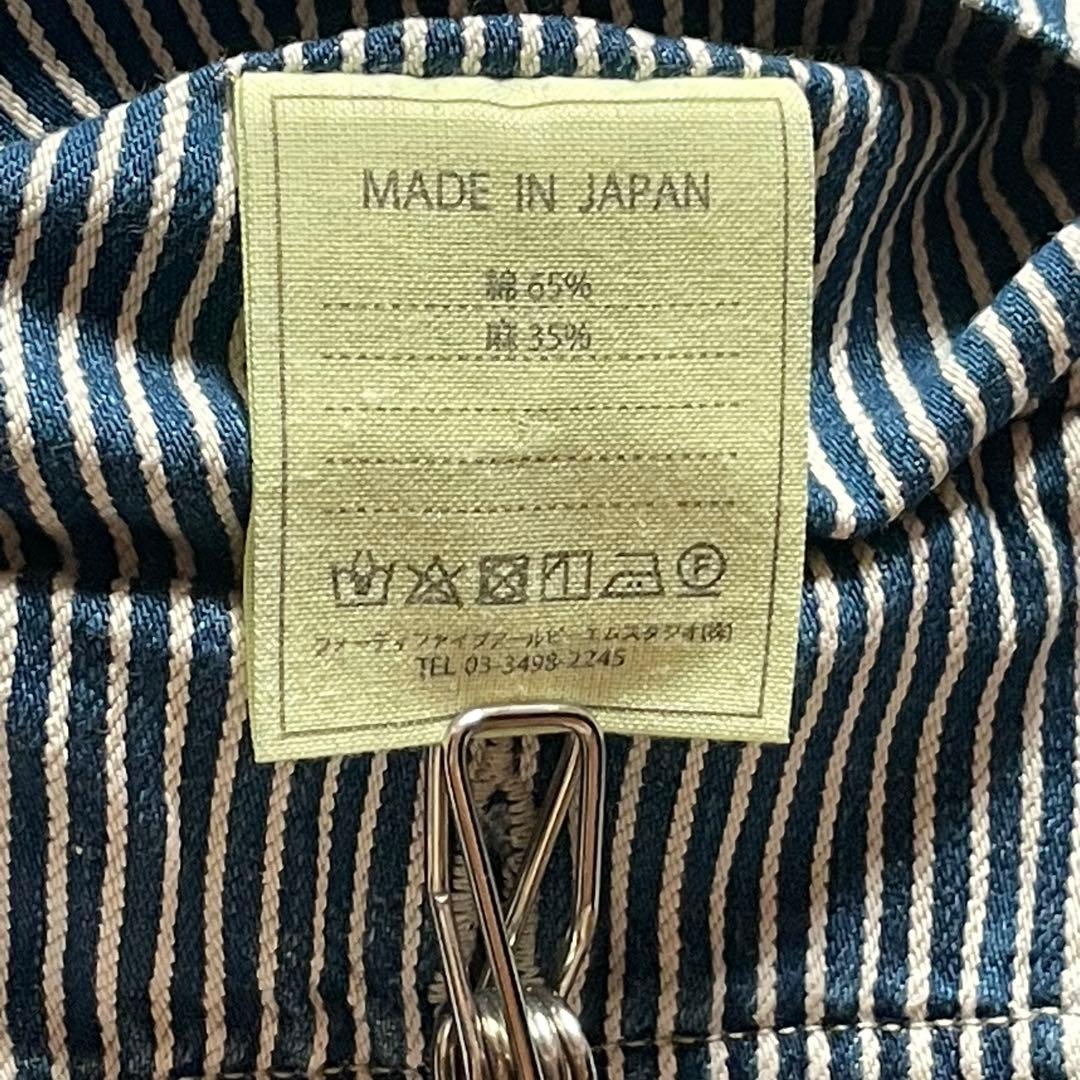 MADE IN JAPAN
綿 65%
麻 35%
フォーティファイブアールピーエムスタジオ(株)
TEL 03-3498-2245